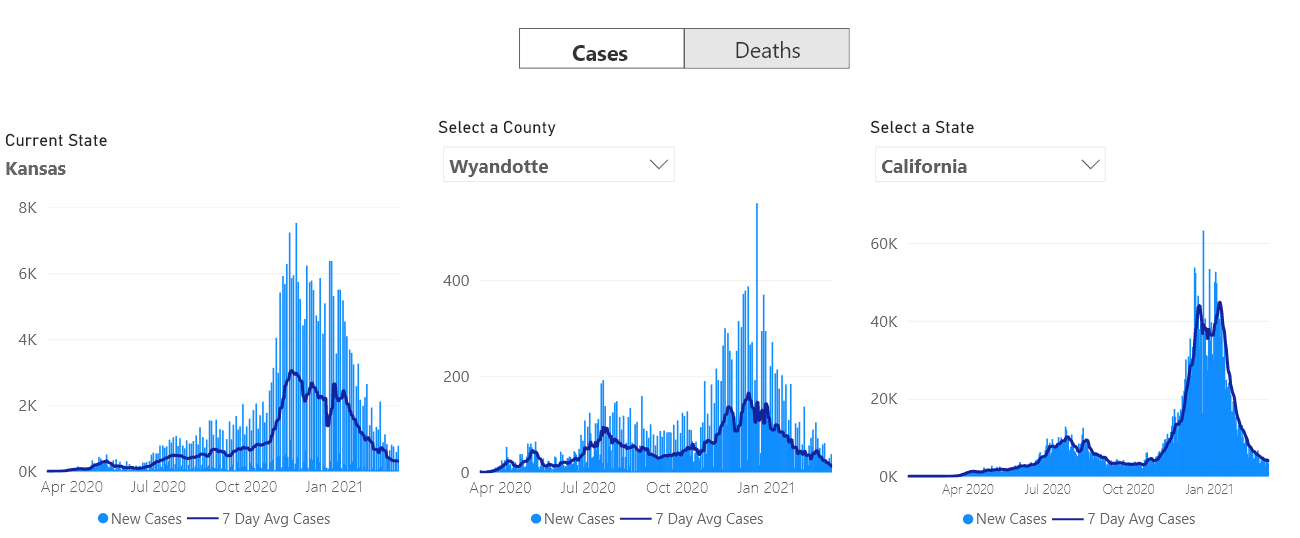 Cases
Deaths
Current State
Kansas
8K
6K
4K
2K
0K
Apr 2020 Jul 2020 Oct 2020 Jan 2021
New Cases 7 Day Avg Cases
Select a County
Wyandotte
400
200
0
Apr 2020 Jul 2020 Oct 2020 Jan 2021
New Cases 7 Day Avg Cases
Select a State
California
60K
40K
20K
0K
Apr 2020 Jul 2020 Oct 2020 Jan 2021
New Cases 7 Day Avg Cases